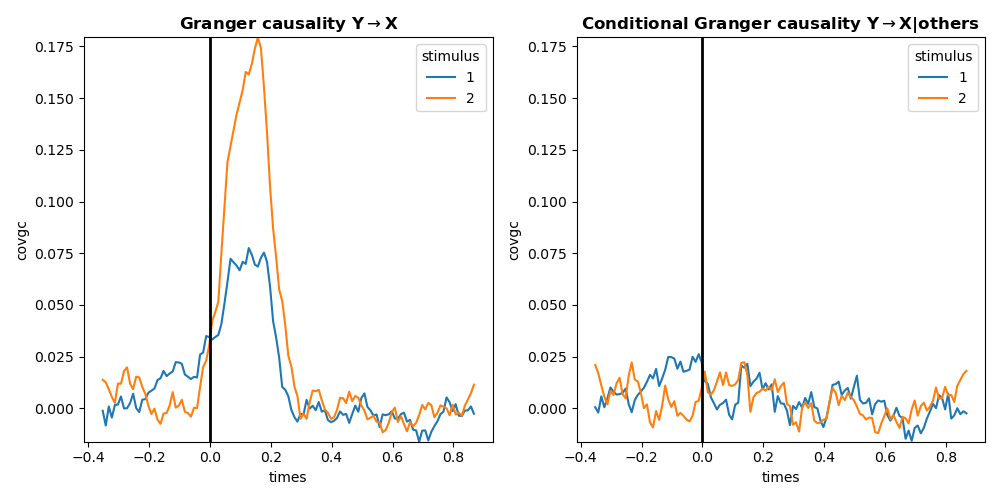 Granger causality Y→X
covgc
0.175
0.150
0.125
0.100
0.075
0.050
0.025
0.000
stimulus
1
2
−0.4 −0.2 0.0 0.2 0.4 0.6 0.8
times
Conditional Granger causality Y→X|others
covgc
0.175
0.150
0.125
0.100
0.075
0.050
0.025
0.000
stimulus
1
2
−0.4 −0.2 0.0 0.2 0.4 0.6 0.8
times